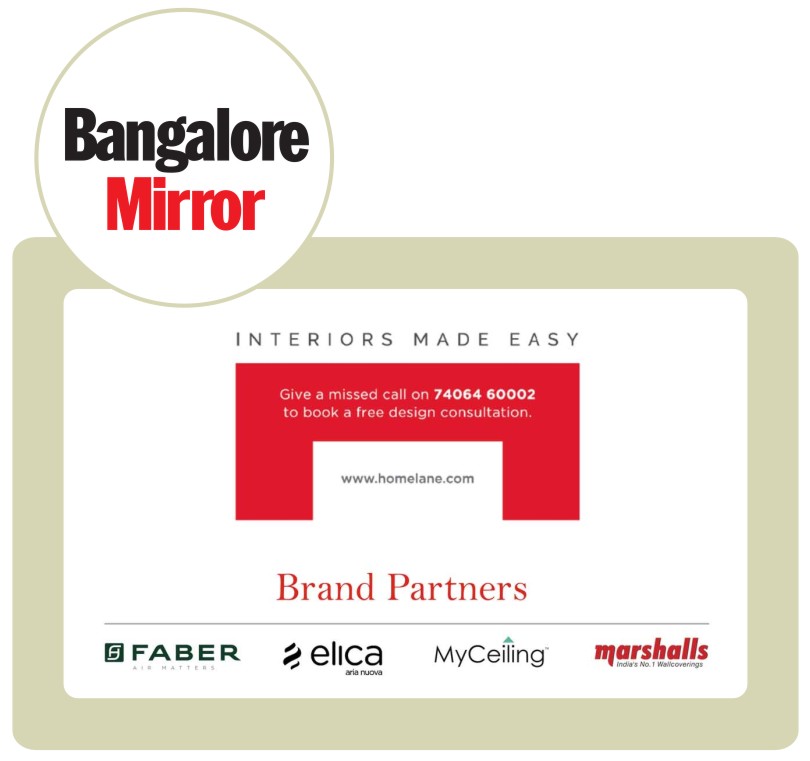 Bangalore
Mirror
INTERIORS MADE EASY
Give a missed call on 74064 60002
to book a free design consultation.
www.homelane.com
Brand Partners
FABER
AIR MATTERS
elica
aria nuova
MyCeiling™
marshalls
India's No.1 Wallcoverings